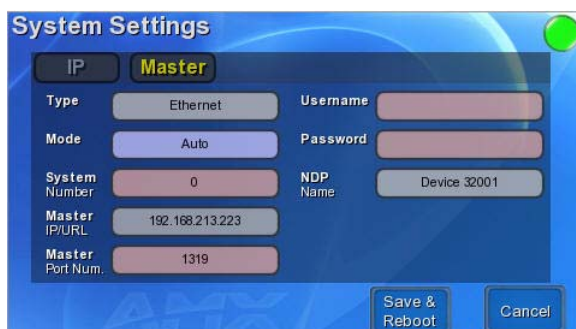 System Settings
IP Master
Type Ethernet Username
Mode Auto Password
System Number 0 NDP Name Device 32001
Master IP/URL 192.168.213.223
Master Port Num. 1319
AMX
Save & Reboot Cancel